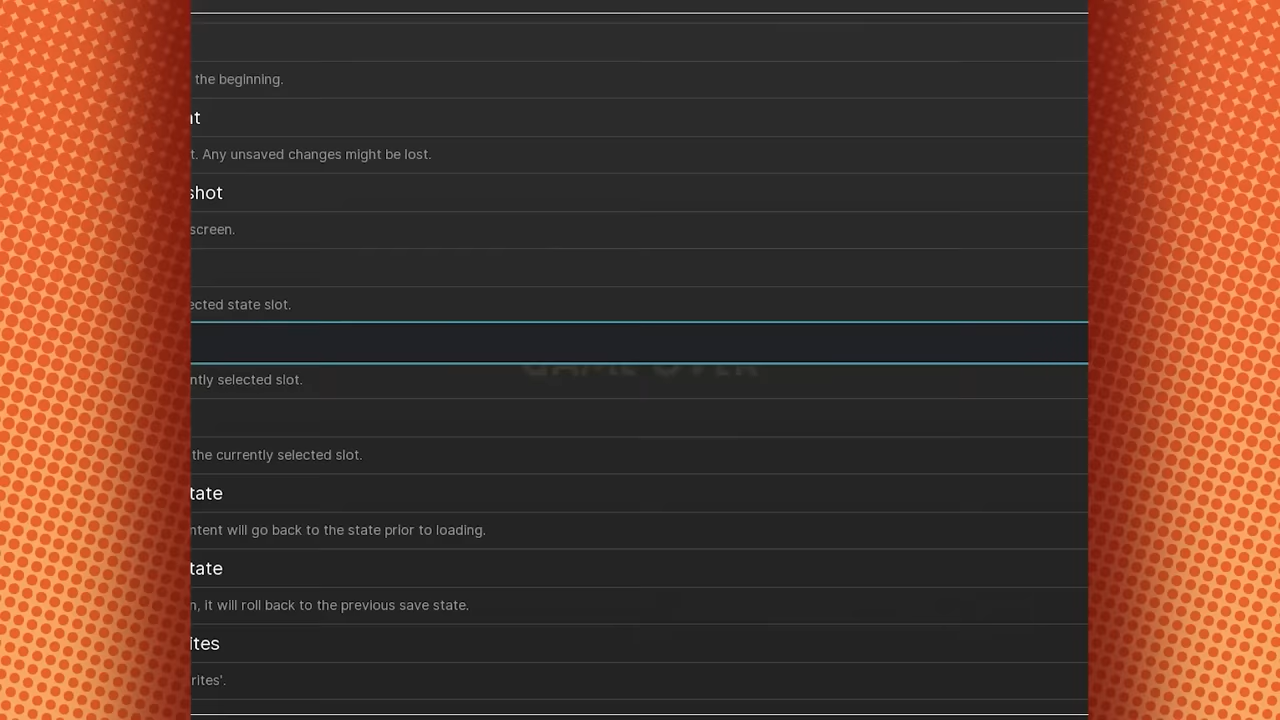 the beginning.
nt
t. Any unsaved changes might be lost.
shot
screen.
ected state slot.
GAME OVER
ntly selected slot.
the currently selected slot.
tate
ntent will go back to the state prior to loading.
tate
n, it will roll back to the previous save state.
ites
rites'.